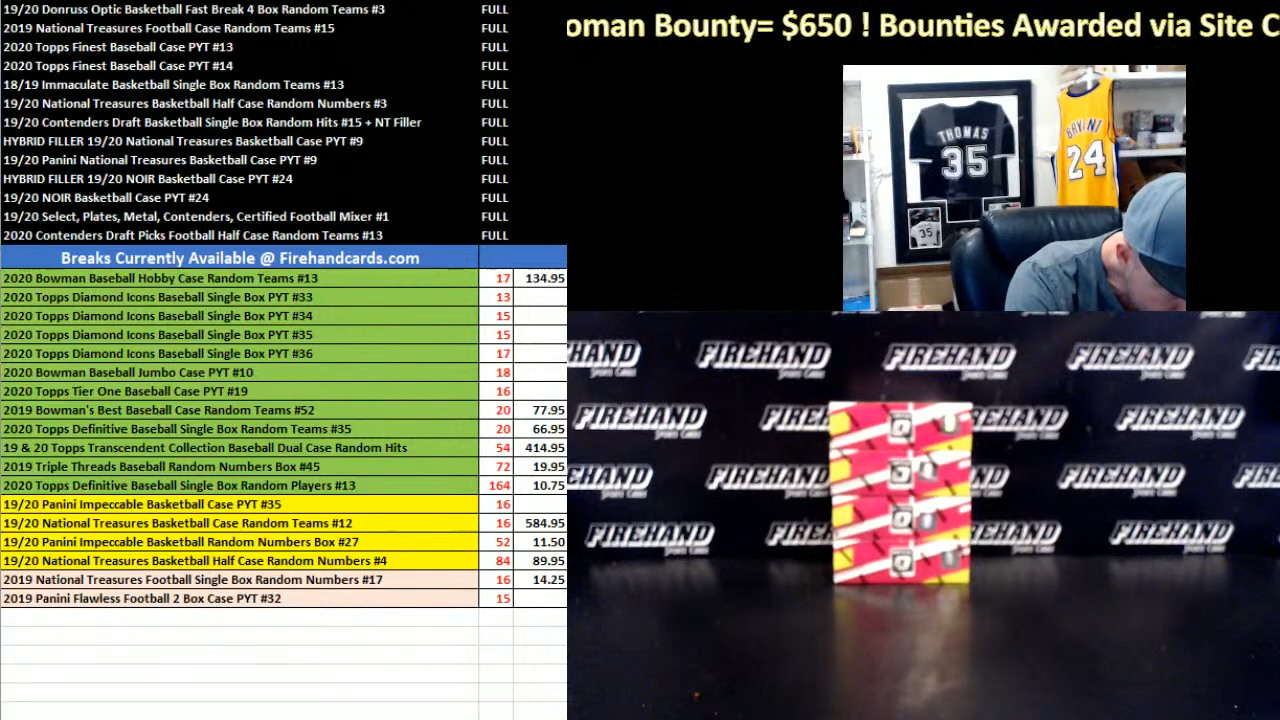 19/20 Donruss Optic Basketball Fast Break 4 Box Random Teams #3 FULL
2019 National Treasures Football Case Random Teams #15 FULL
2020 Topps Finest Baseball Case PYT #13 FULL
2020 Topps Finest Baseball Case PYT #14 FULL
18/19 Immaculate Basketball Single Box Random Teams #13 FULL
19/20 National Treasures Basketball Half Case Random Numbers #3 FULL
19/20 Contenders Draft Basketball Single Box Random Hits #15 + NT Filler FULL
HYBRID FILLER 19/20 National Treasures Basketball Case PYT #9 FULL
19/20 Panini National Treasures Basketball Case PYT #9 FULL
HYBRID FILLER 19/20 NOIR Basketball Case PYT #24 FULL
19/20 NOIR Basketball Case PYT #24 FULL
19/20 Select, Plates, Metal, Contenders, Certified Football Mixer #1 FULL
2020 Contenders Draft Picks Football Half Case Random Teams #13 FULL
Breaks Currently Available @ Firehandcards.com
2020 Bowman Baseball Hobby Case Random Teams #13 17 134.95
2020 Topps Diamond Icons Baseball Single Box PYT #33 13
2020 Topps Diamond Icons Baseball Single Box PYT #34 15
2020 Topps Diamond Icons Baseball Single Box PYT #35 15
2020 Topps Diamond Icons Baseball Single Box PYT #36 17
2020 Bowman Baseball Jumbo Case PYT #10 18
2020 Topps Tier One Baseball Case PYT #19 16
2019 Bowman's Best Baseball Case Random Teams #52 20 77.95
2020 Topps Definitive Baseball Single Box Random Teams #35 20 66.95
19 & 20 Topps Transcendent Collection Baseball Dual Case Random Hits 54 414.95
2019 Triple Threads Baseball Random Numbers Box #45 72 19.95
2020 Topps Definitive Baseball Single Box Random Players #13 164 10.75
19/20 Panini Impeccable Basketball Case PYT #35 16
19/20 National Treasures Basketball Case Random Teams #12 16 584.95
19/20 Panini Impeccable Basketball Random Numbers Box #27 52 11.50
19/20 National Treasures Basketball Half Case Random Numbers #4 84 89.95
2019 National Treasures Football Single Box Random Numbers #17 16 14.25
2019 Panini Flawless Football 2 Box Case PYT #32 15
oman Bounty= $650 ! Bounties Awarded via Site C
THOMAS
35
35
BRYANT
24
HAND FIREHAND FIREHAND FIREHAND FI
FIREHAND FIREHAND FIREHAND
HAND FIREHAND FIREHAND FIREHAND
FIREHAND FIREHAND FIREHAND FIREHAND